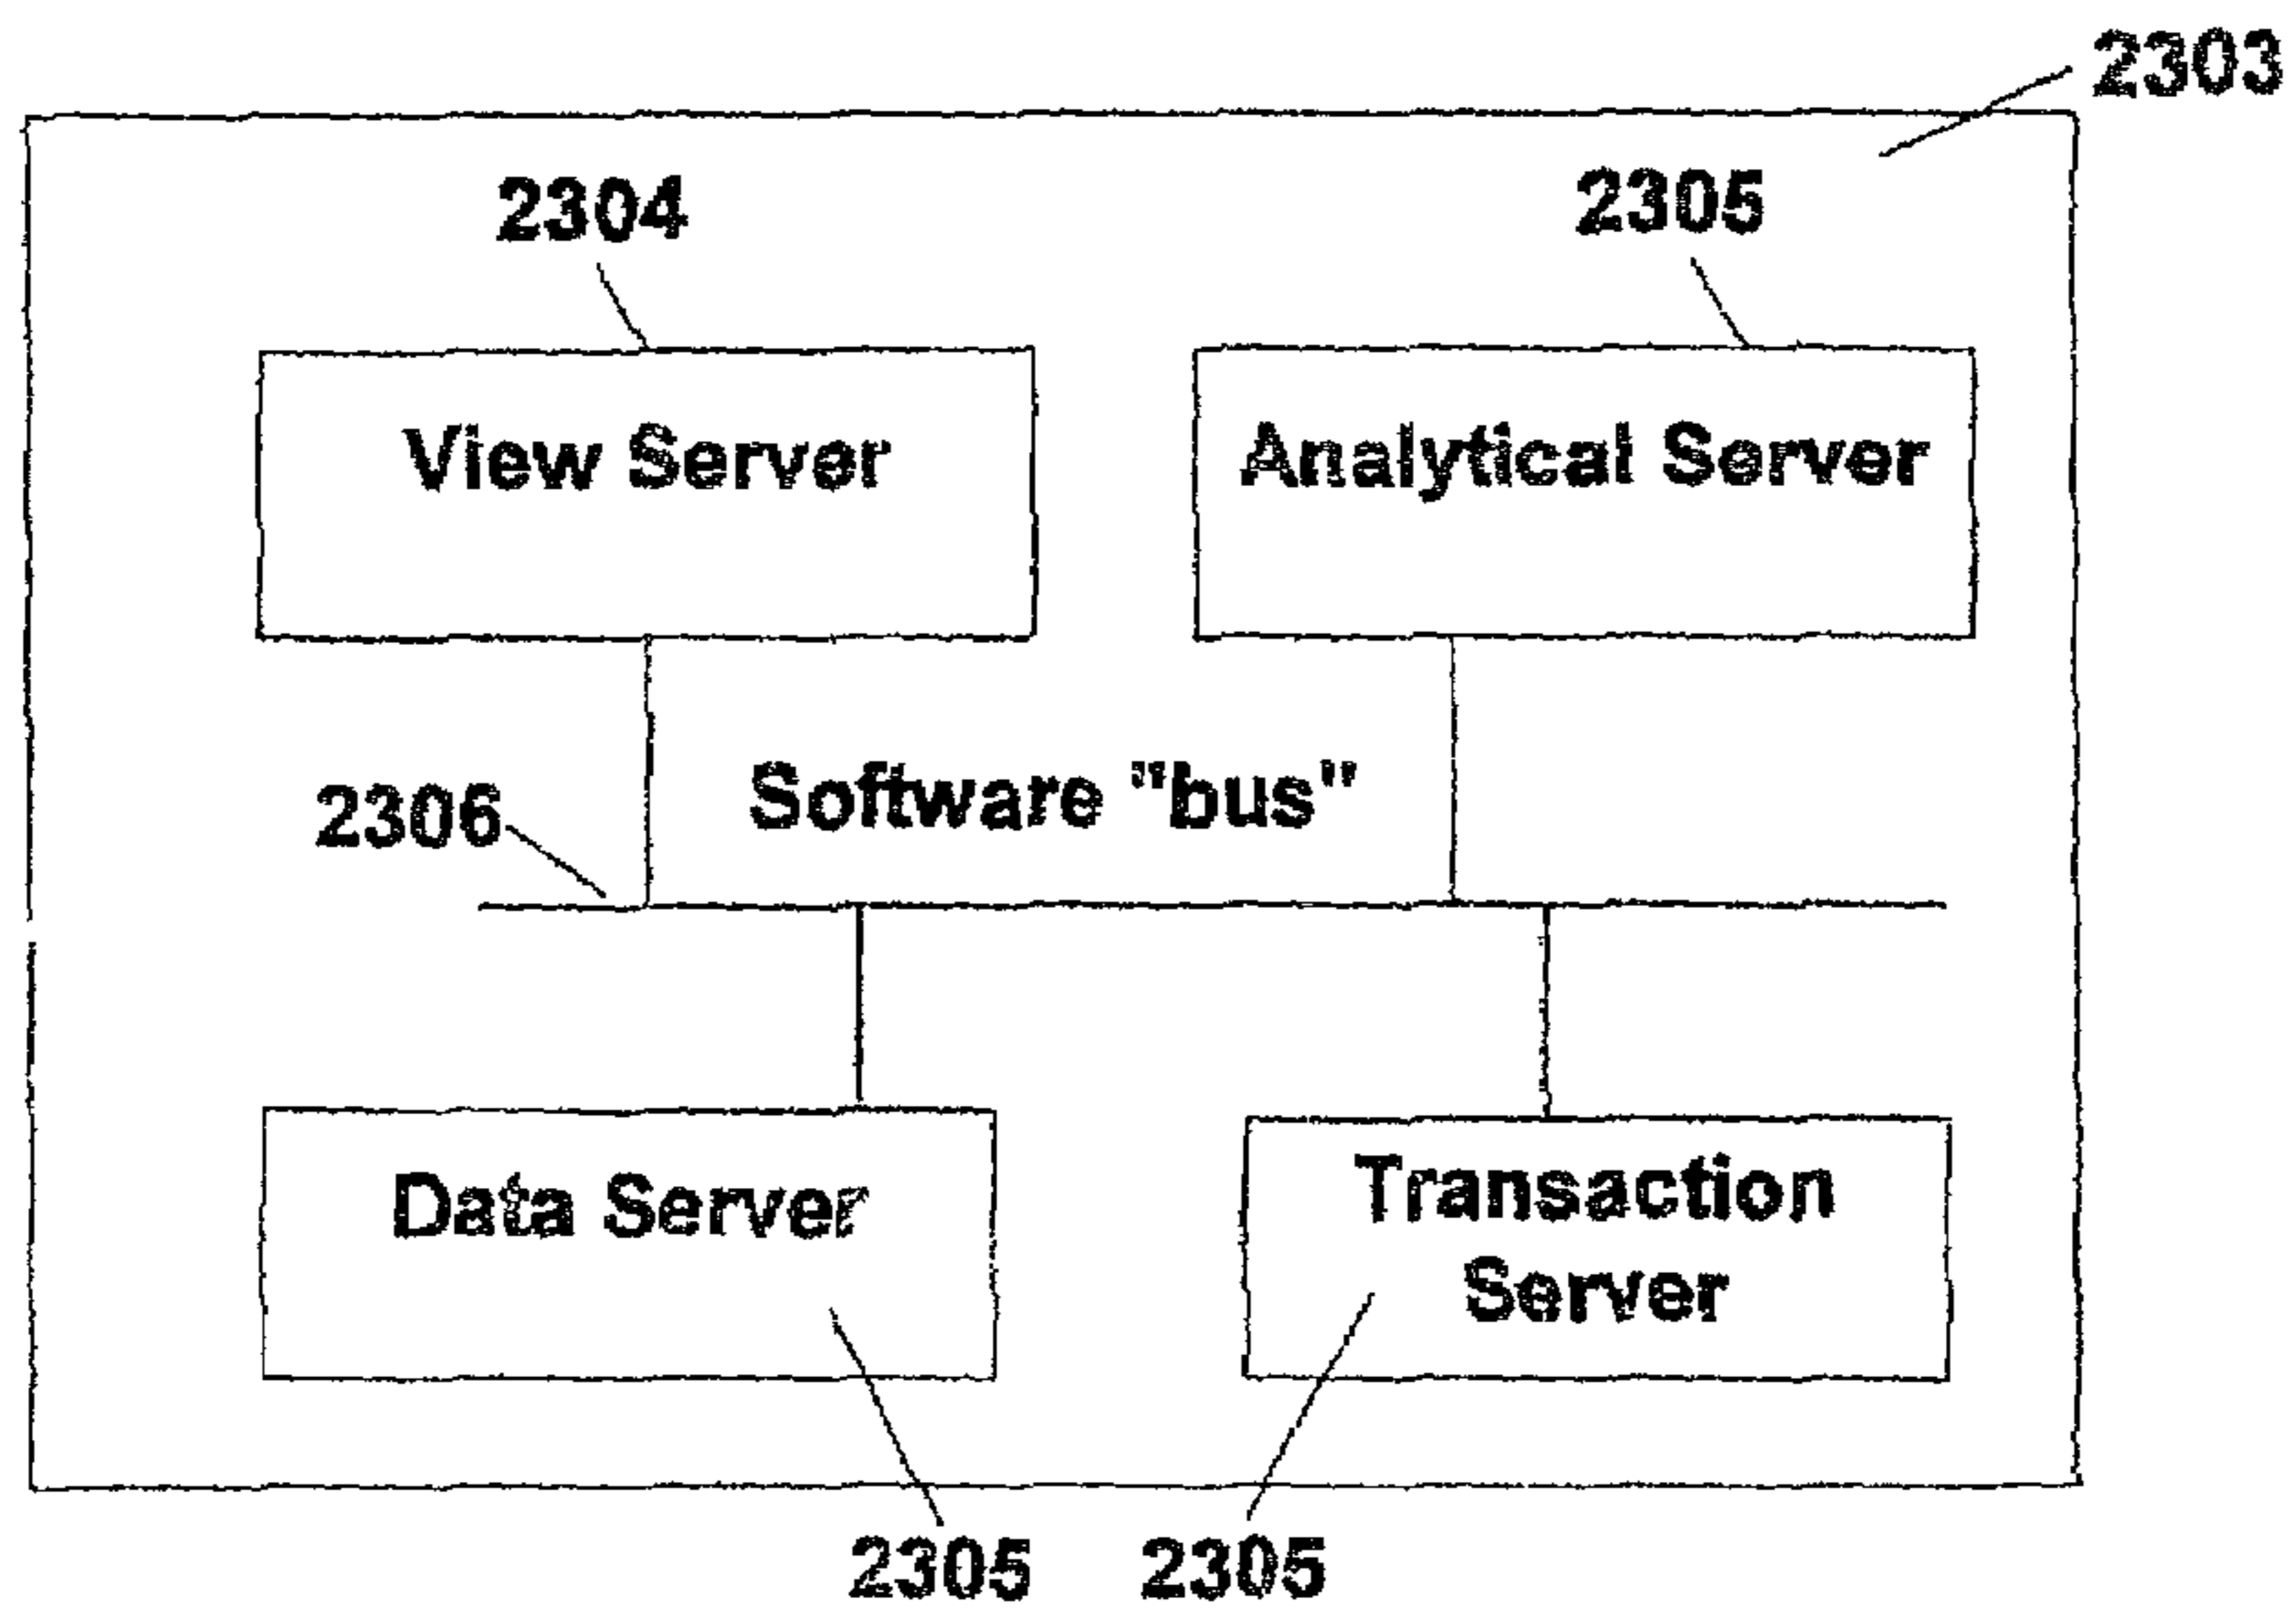 2303
2304
2305
View Server
Analytical Server
Software "bus"
2306
Data Server
Transaction
Server
2305
2305